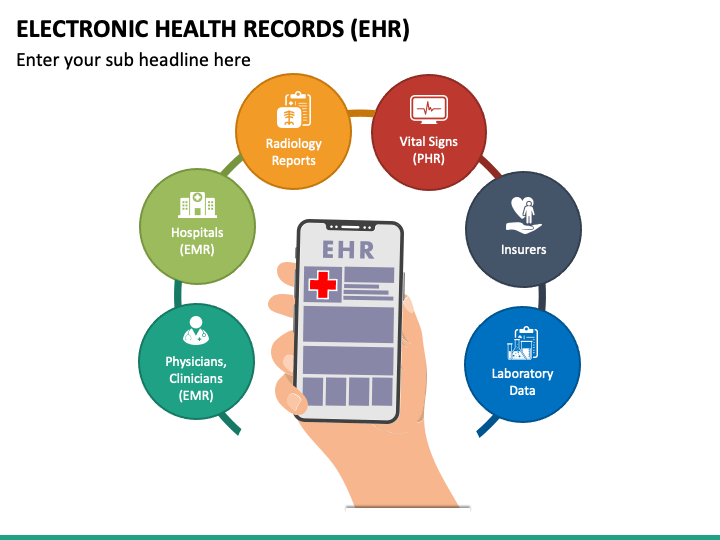 ELECTRONIC HEALTH RECORDS (EHR)
Enter your sub headline here
Radiology
Reports
Vital Signs
(PHR)
Hospitals
(EMR)
Insurers
EHR
Physicians,
Clinicians
(EMR)
Laboratory
Data